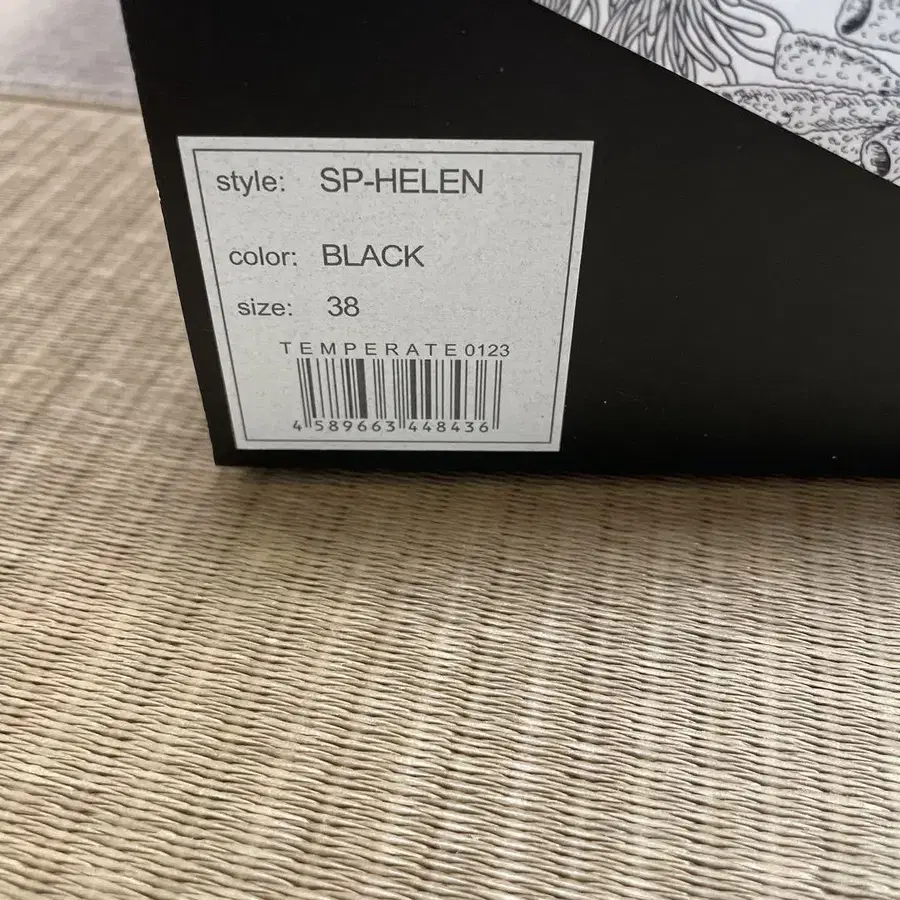 style: SP-HELEN
color: BLACK
size: 38
TEMPERATE 0123
4 589663 448436